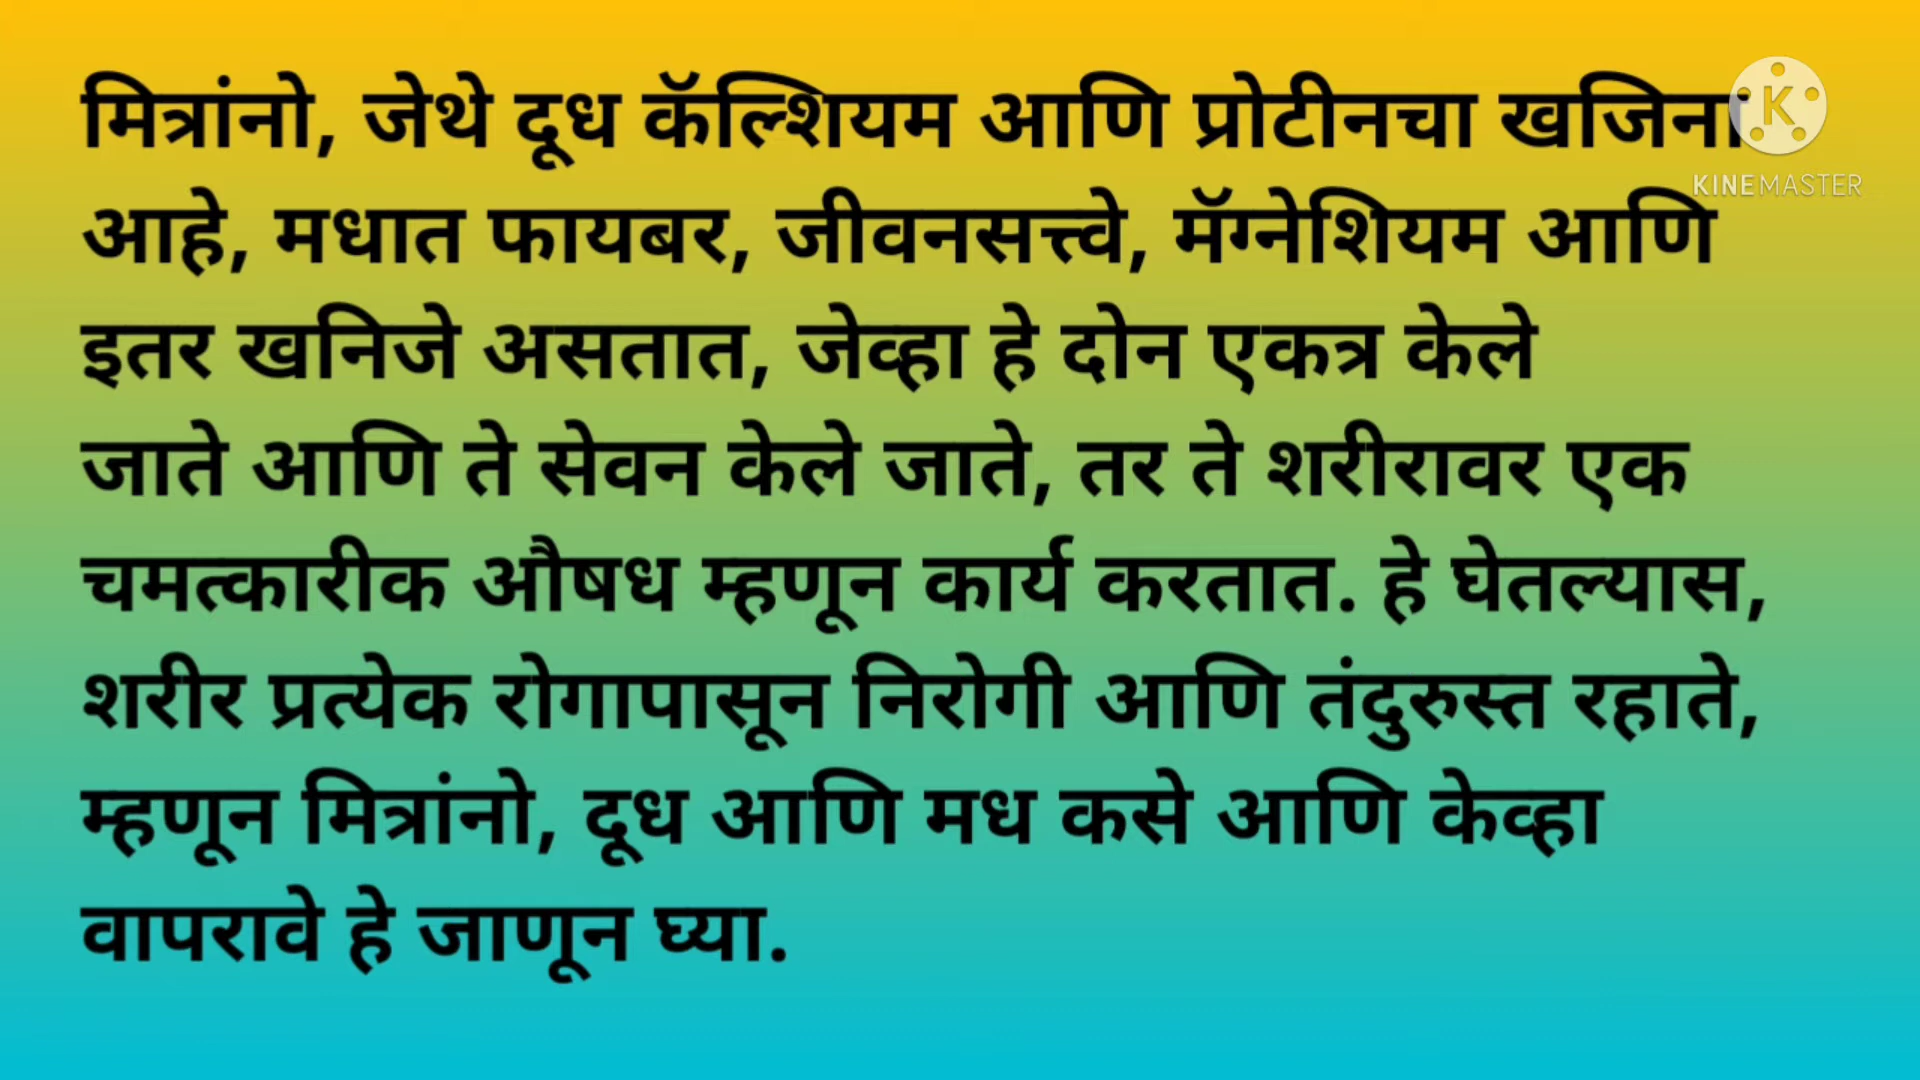 मित्रांनो, जेथे दूध कॅल्शियम आणि प्रोटीनचा खजिना
KINEMASTER
आहे, मधात फायबर, जीवनसत्त्वे, मॅग्नेशियम आणि
इतर खनिजे असतात, जेव्हा हे दोन एकत्र केले
जाते आणि ते सेवन केले जाते, तर ते शरीरावर एक
चमत्कारीक औषध म्हणून कार्य करतात. हे घेतल्यास,
शरीर प्रत्येक रोगापासून निरोगी आणि तंदुरुस्त रहाते,
म्हणून मित्रांनो, दूध आणि मध कसे आणि केव्हा
वापरावे हे जाणून घ्या.